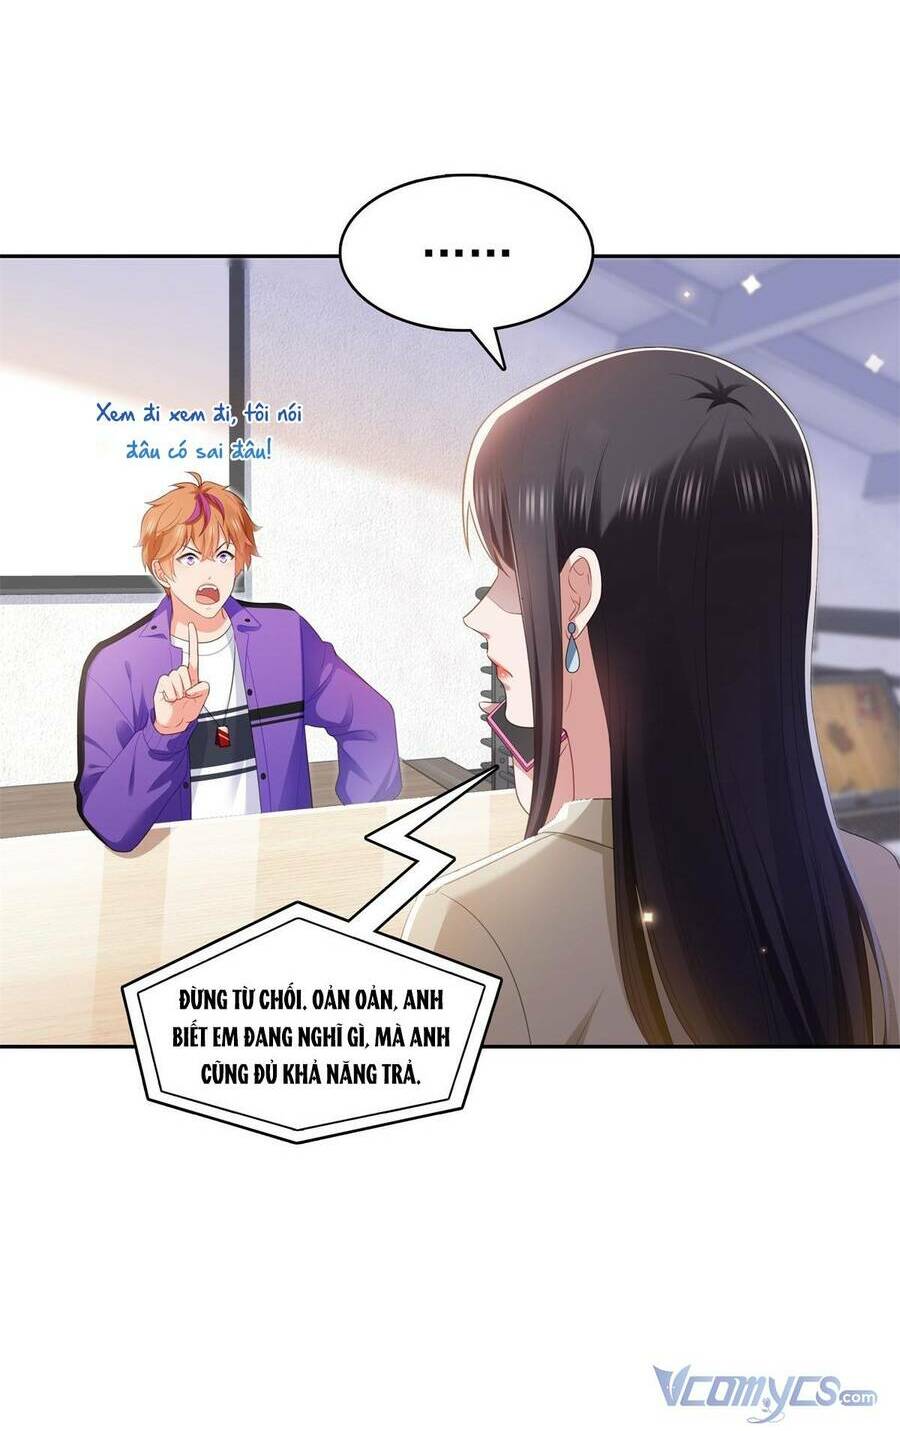 ......
Xem đi xem đi, tôi nói
đâu có sai đâu!
ĐỪNG TỪ CHỐI. OẢN OẢN, ANH
BIẾT EM ĐANG NGHĨ GÌ, MÀ ANH
CŨNG ĐỦ KHẢ NĂNG TRẢ.
VCOMYCS.com